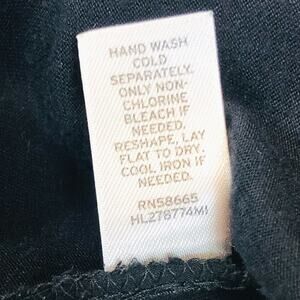 HAND WASH
COLD
SEPARATELY.
ONLY NON-
CHLORINE
BLEACH IF
NEEDED,
RESHAPE, LAY
FLAT TO DRY.
COOL IRON IF
NEEDED.
RN58665
HL278774MI